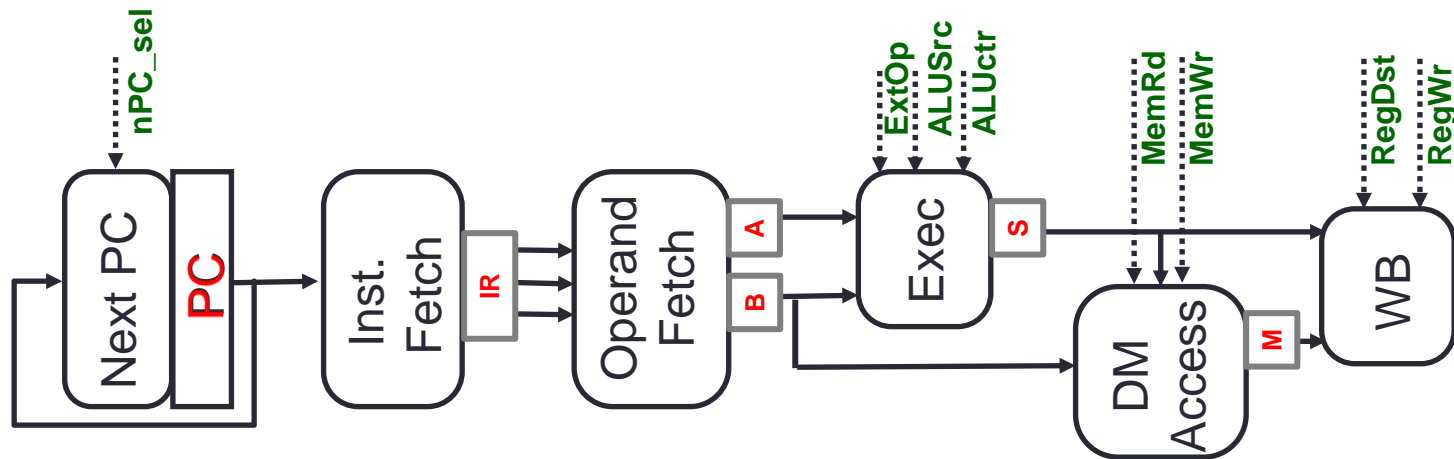 Next PC
PC
nPC_sel
Inst.
Fetch
IR
Operand
Fetch
A
B
Exec
S
ExtOp
ALUSrc
ALUctr
DM
Access
M
MemRd
MemWr
WB
RegDst
RegWr